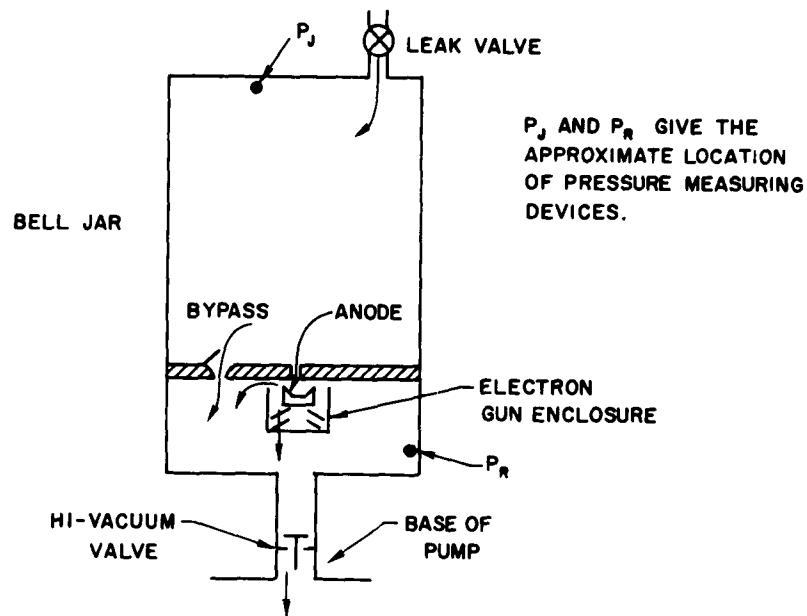 P_J
LEAK VALVE
P_J AND P_R GIVE THE
APPROXIMATE LOCATION
OF PRESSURE MEASURING
DEVICES.
BELL JAR
BYPASS
ANODE
ELECTRON
GUN ENCLOSURE
P_R
HI-VACUUM
VALVE
BASE OF
PUMP